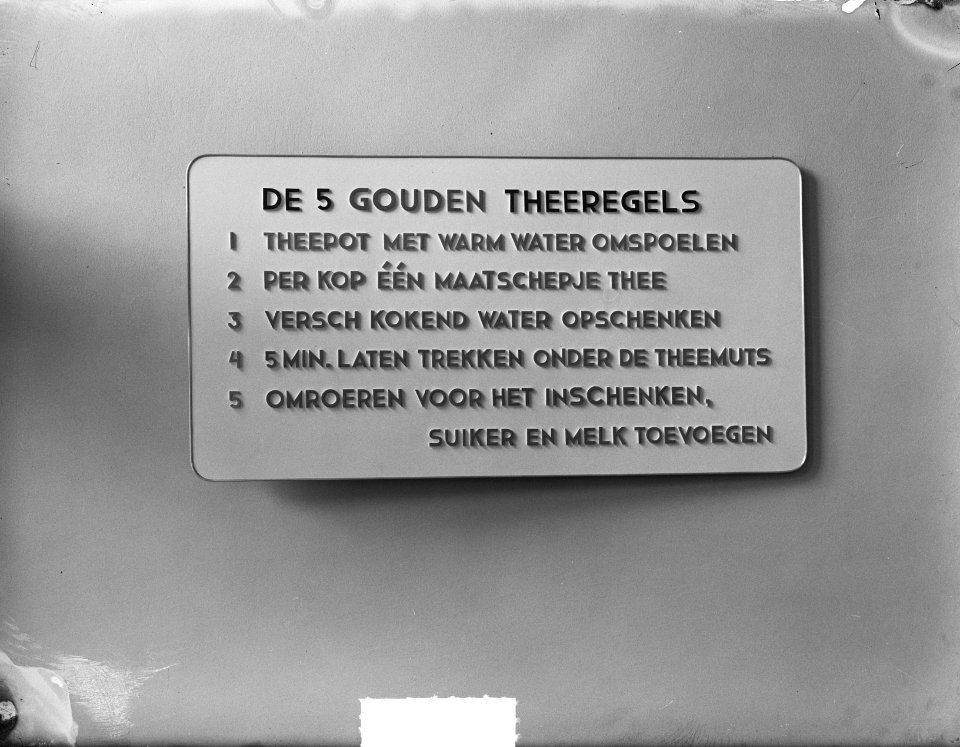 DE 5 GOUDEN THEEREGELS
1 THEEPOT MET WARM WATER OMSPOELEN
2 PER KOP ÉÉN MAATSCHEPJE THEE
3 VERSCH KOKEND WATER OPSCHENKEN
4 5 MIN. LATEN TREKKEN ONDER DE THEEMUTS
5 OMROEREN VOOR HET INSCHENKEN,
SUIKER EN MELK TOEVOEGEN